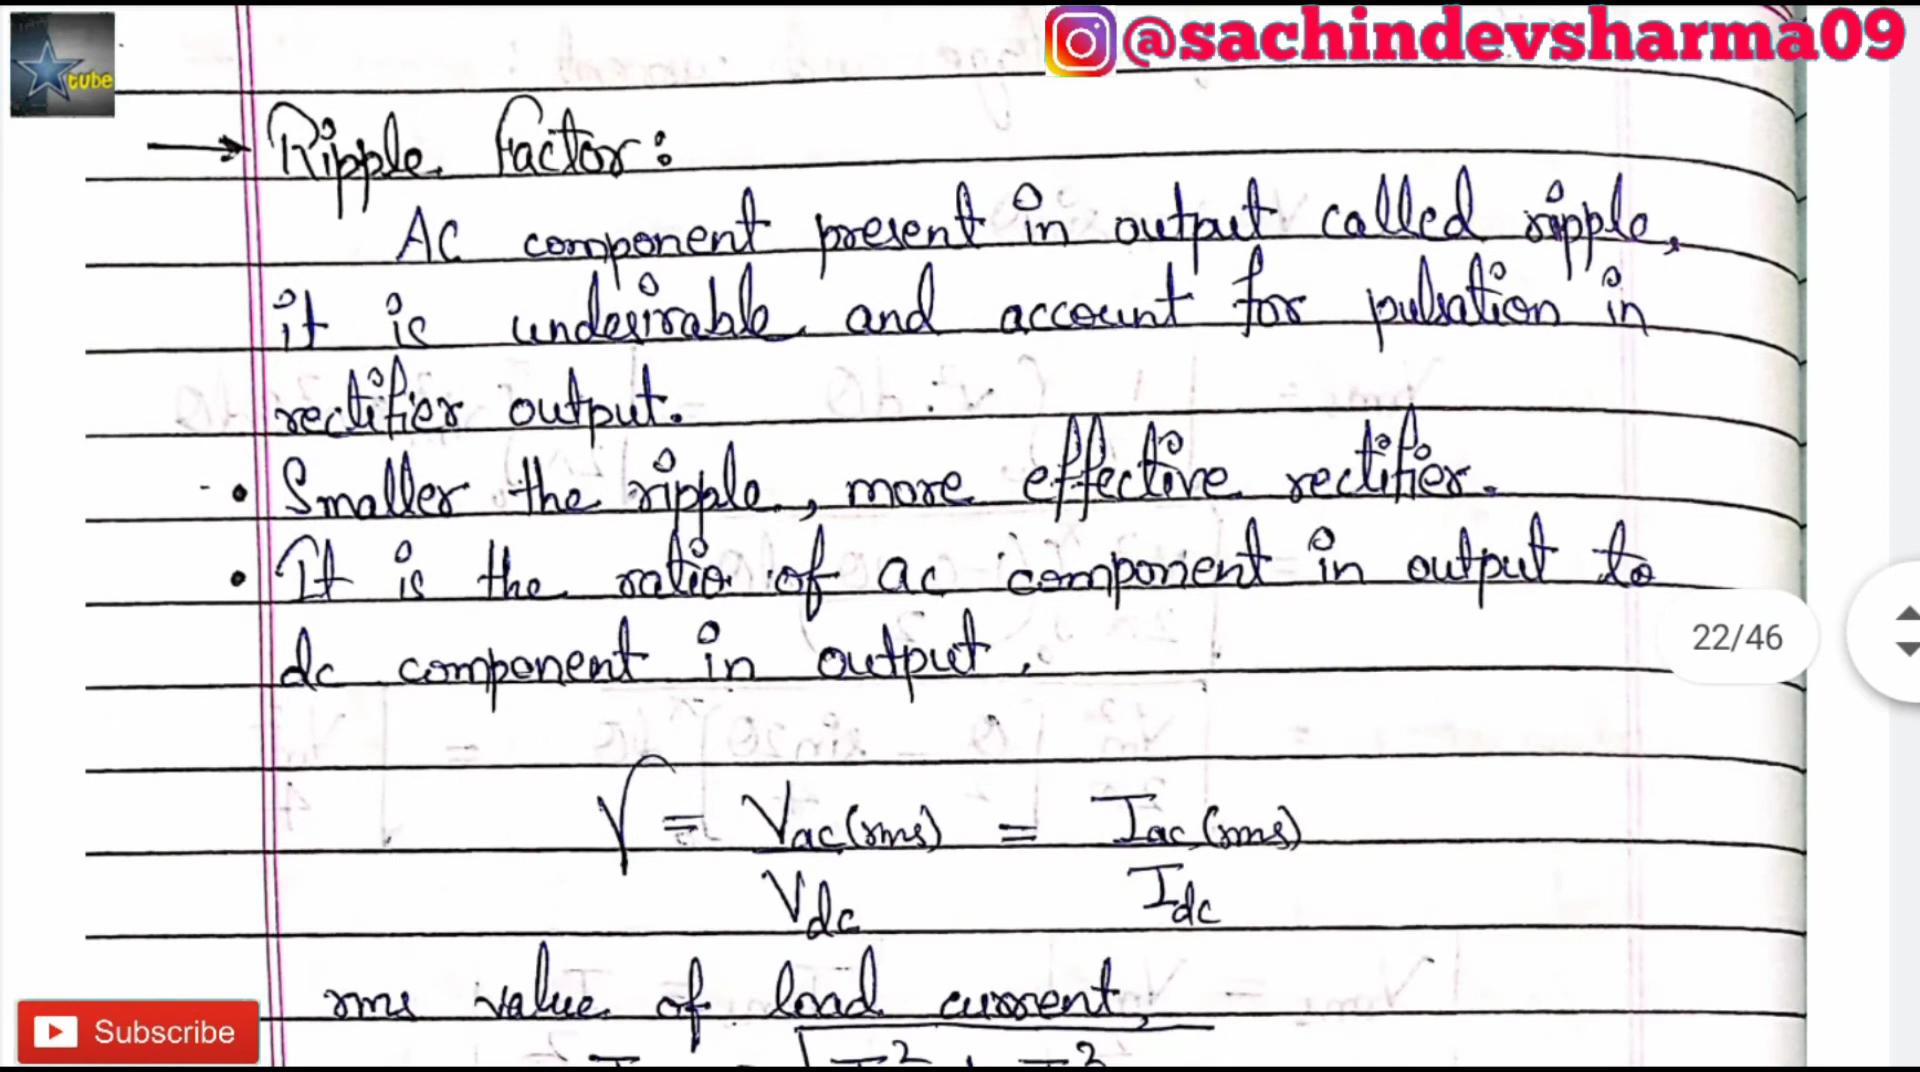 @sachindevsharma09
tube
→ Ripple Factor:
AC component present in output called ripple,
it is undesirable and account for pulsation in
rectifier output.
• Smaller the ripple, more effective rectifier.
• It is the ratio of ac component in output to
dc component in output.
γ = Vac(rms) = Iac(rms)
Vdc Idc
22/46
rms value of load current,
Subscribe